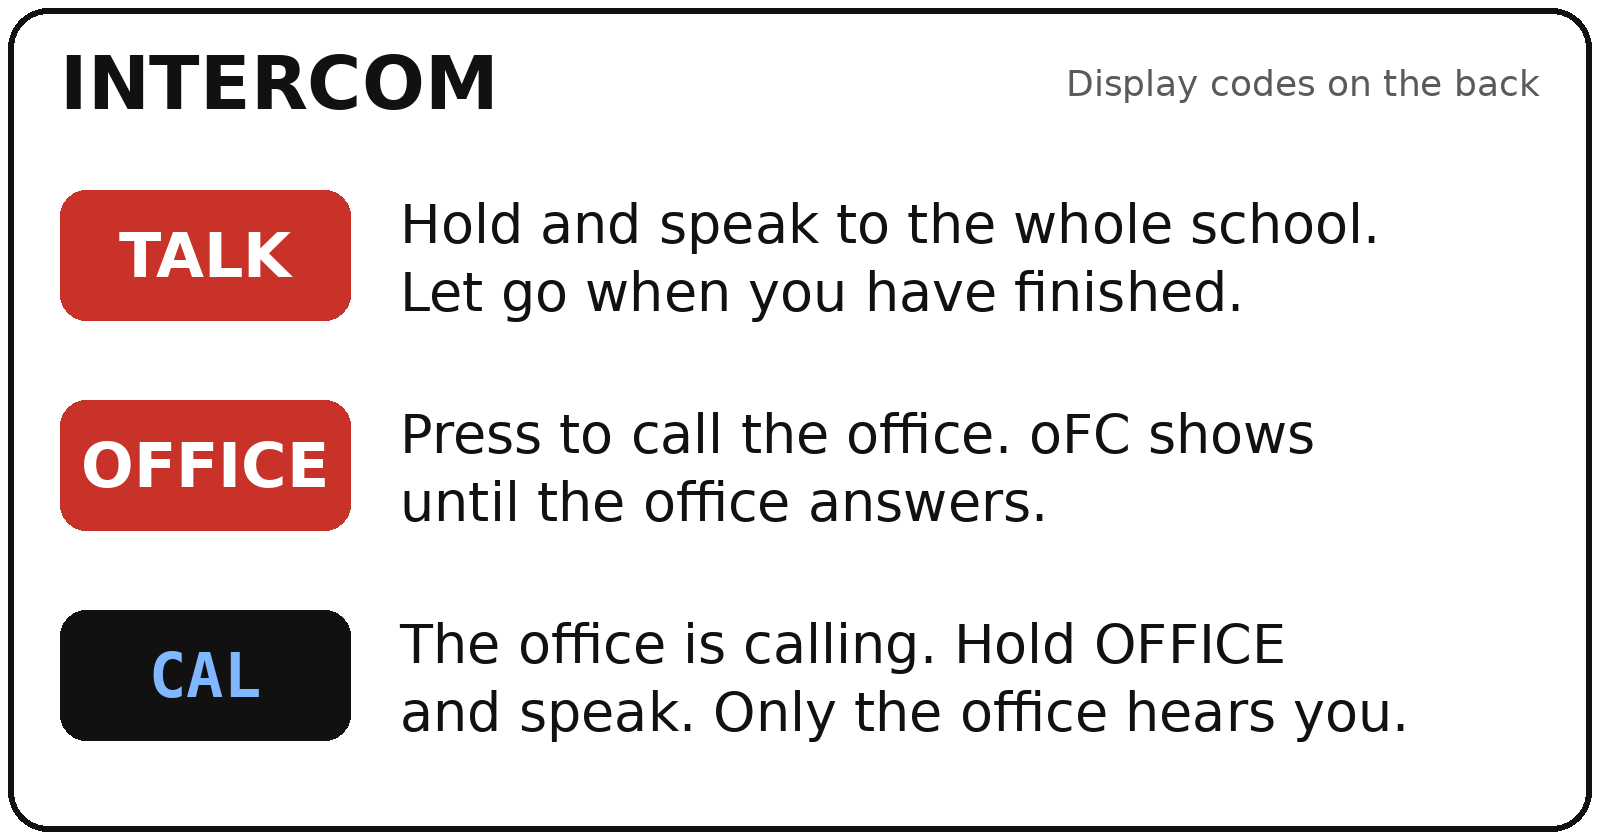 INTERCOM
Display codes on the back
TALK
Hold and speak to the whole school.
Let go when you have finished.
OFFICE
Press to call the office. oFC shows
until the office answers.
CAL
The office is calling. Hold OFFICE
and speak. Only the office hears you.